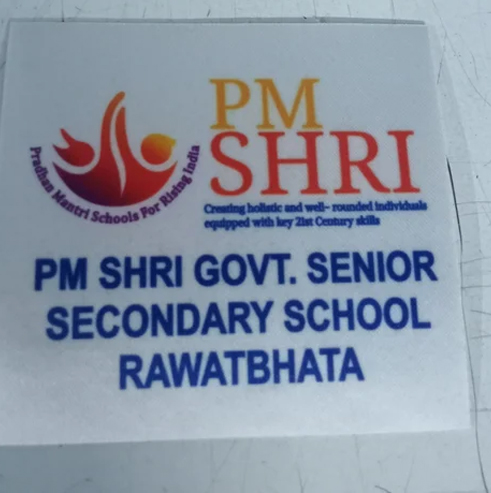 Pradhan Mantri Schools For Rising India
PM
SHRI
Creating holistic and well- rounded individuals
equipped with key 21st Century skills
PM SHRI GOVT. SENIOR
SECONDARY SCHOOL
RAWATBHATA